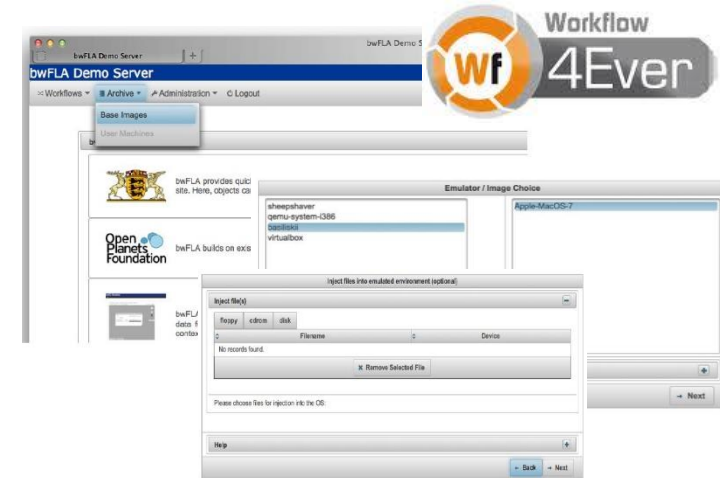 bwFLA Demo Server
bwFLA Demo S
bwFLA Demo Server
Workflows
Archive
Administration
Logout
Base Images
User Machines
Workflow
4Ever
Wf
bwFLA provides quic
site. Here, objects ca
Open
Planets
Foundation
bwFLA builds on exis
bwFLA
data f
contex
Emulator / Image Choice
sheepshaver
qemu-system-i386
basiliskII
virtualbox
Apple-MacOS-7
Next
Inject files into emulated environment (optional)
Inject file(s)
floppy cdrom disk
Filename Device
No records found.
Remove Selected File
Please choose files for injection into the OS:
Help
Back Next